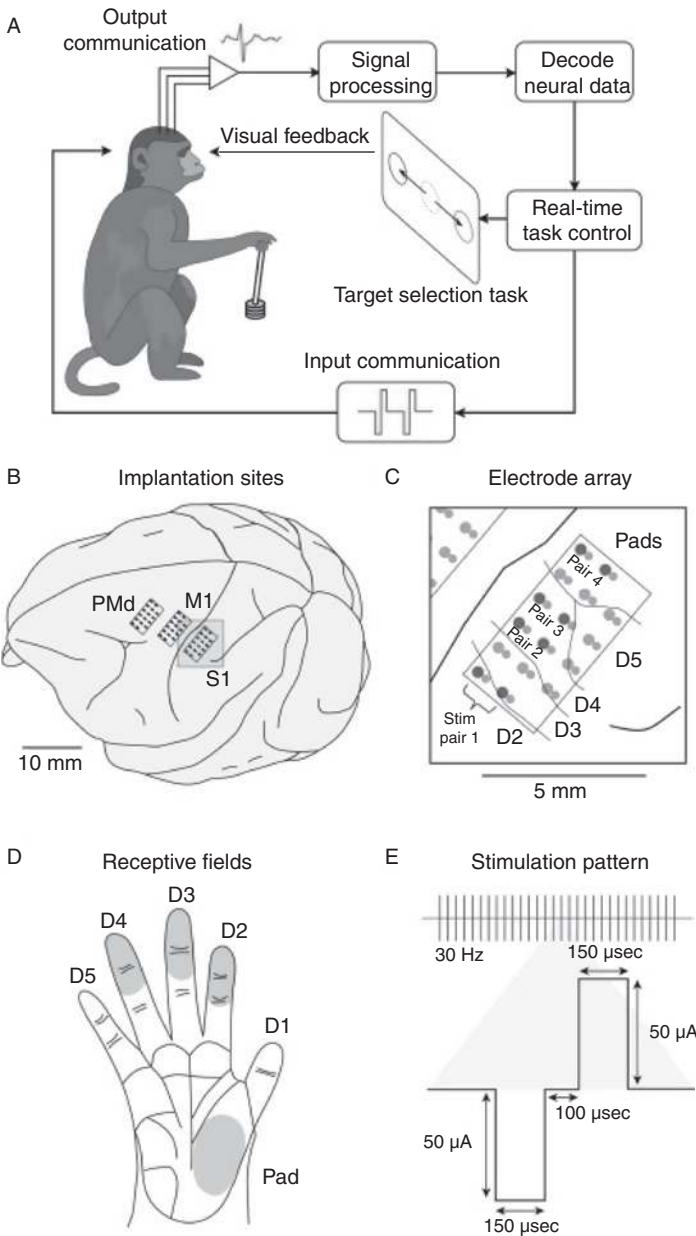 A
Output
communication
Signal
processing
Decode
neural data
Visual feedback
Real-time
task control
Target selection task
Input communication
B
Implantation sites
PMd
M1
S1
10 mm
C
Electrode array
Pads
Pair 4
Pair 3
Pair 2
D5
D4
D3
D2
Stim
pair 1
5 mm
D
Receptive fields
D3
D4
D2
D5
D1
Pad
E
Stimulation pattern
30 Hz
150 µsec
50 µA
100 µsec
50 µA
150 µsec